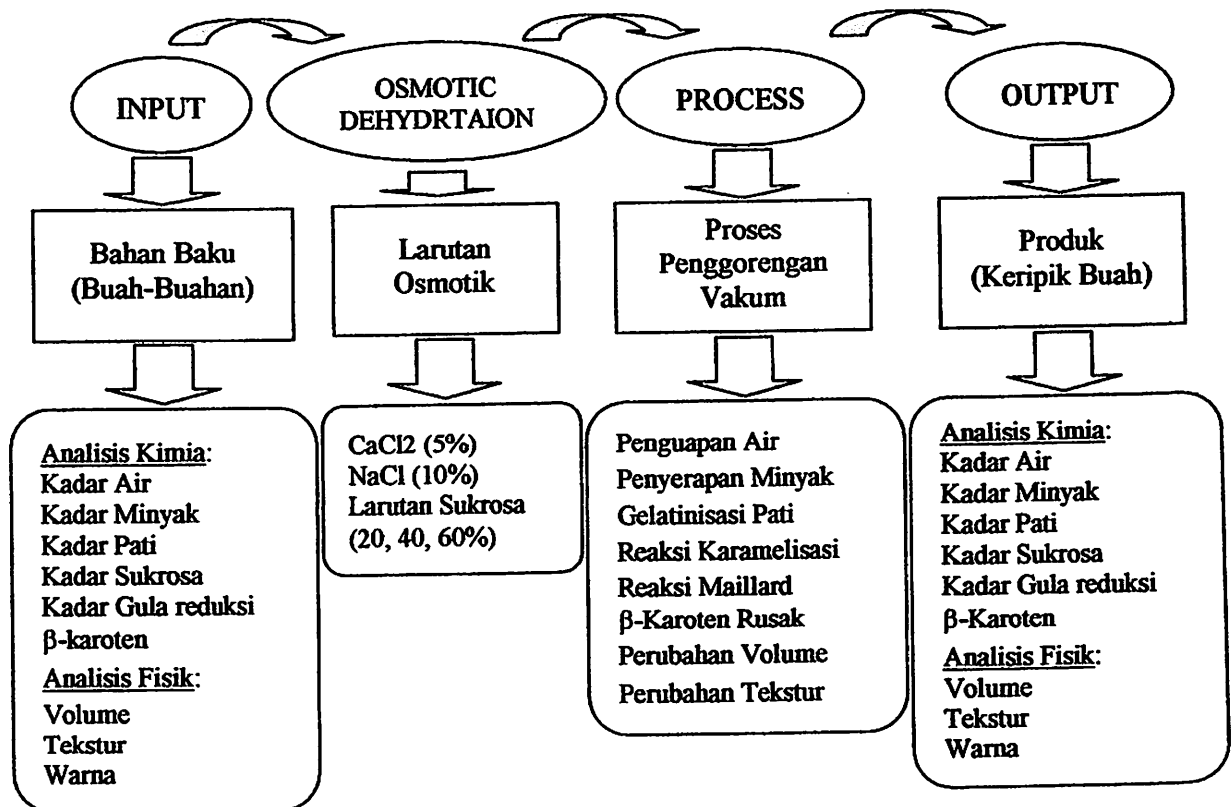 INPUT
OSMOTIC
DEHYDRTAION
PROCESS
OUTPUT
Bahan Baku
(Buah-Buahan)
Larutan
Osmotik
Proses
Penggorengan
Vakum
Produk
(Keripik Buah)
Analisis Kimia:
Kadar Air
Kadar Minyak
Kadar Pati
Kadar Sukrosa
Kadar Gula reduksi
β-karoten
Analisis Fisik:
Volume
Tekstur
Warna
CaCl2 (5%)
NaCl (10%)
Larutan Sukrosa
(20, 40, 60%)
Penguapan Air
Penyerapan Minyak
Gelatinisasi Pati
Reaksi Karamelisasi
Reaksi Maillard
β-Karoten Rusak
Perubahan Volume
Perubahan Tekstur
Analisis Kimia:
Kadar Air
Kadar Minyak
Kadar Pati
Kadar Sukrosa
Kadar Gula reduksi
β-Karoten
Analisis Fisik:
Volume
Tekstur
Warna